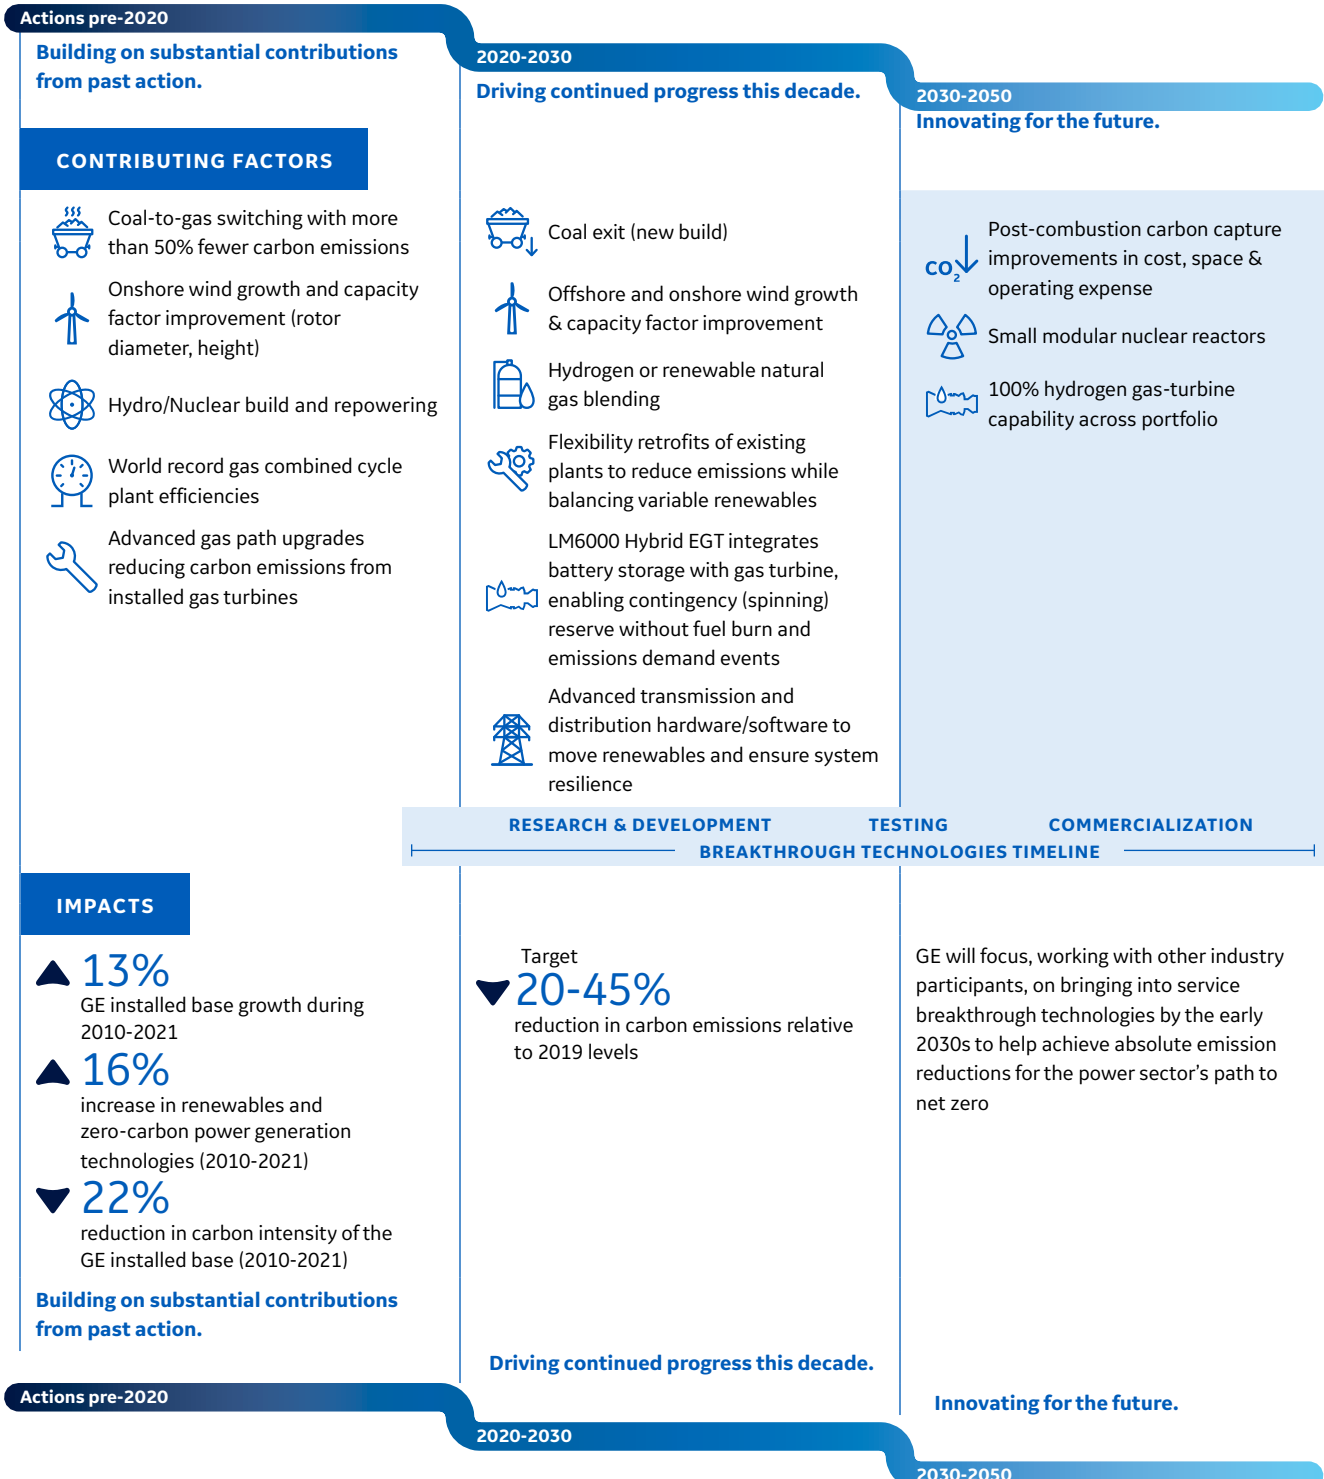 Actions pre-2020
Building on substantial contributions
from past action.
2020-2030
Driving continued progress this decade.
2030-2050
Innovating for the future.
CONTRIBUTING FACTORS
Coal-to-gas switching with more
than 50% fewer carbon emissions
Onshore wind growth and capacity
factor improvement (rotor
diameter, height)
Hydro/Nuclear build and repowering
World record gas combined cycle
plant efficiencies
Advanced gas path upgrades
reducing carbon emissions from
installed gas turbines
Coal exit (new build)
Offshore and onshore wind growth
& capacity factor improvement
Hydrogen or renewable natural
gas blending
Flexibility retrofits of existing
plants to reduce emissions while
balancing variable renewables
LM6000 Hybrid EGT integrates
battery storage with gas turbine,
enabling contingency (spinning)
reserve without fuel burn and
emissions demand events
Advanced transmission and
distribution hardware/software to
move renewables and ensure system
resilience
CO2
Post-combustion carbon capture
improvements in cost, space &
operating expense
Small modular nuclear reactors
100% hydrogen gas-turbine
capability across portfolio
RESEARCH & DEVELOPMENT TESTING COMMERCIALIZATION
BREAKTHROUGH TECHNOLOGIES TIMELINE
IMPACTS
13%
GE installed base growth during
2010-2021
16%
increase in renewables and
zero-carbon power generation
technologies (2010-2021)
22%
reduction in carbon intensity of the
GE installed base (2010-2021)
Building on substantial contributions
from past action.
Target
20-45%
reduction in carbon emissions relative
to 2019 levels
Driving continued progress this decade.
GE will focus, working with other industry
participants, on bringing into service
breakthrough technologies by the early
2030s to help achieve absolute emission
reductions for the power sector's path to
net zero
Innovating for the future.
Actions pre-2020
2020-2030
2030-2050